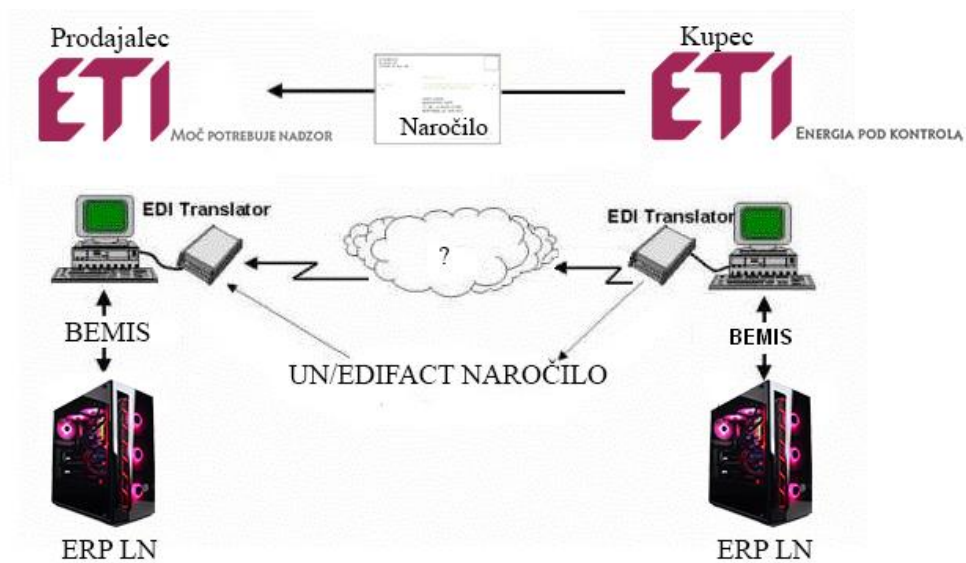 Prodajalec
Kupec
ETI
MOČ POTREBUJE NADZOR
Naročilo
ETI
ENERGIA POD KONTROLĄ
EDI Translator
?
EDI Translator
BEMIS
BEMIS
UN/EDIFACT NAROČILO
ERP LN
ERP LN